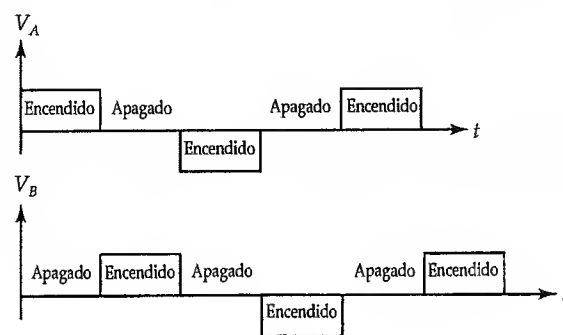 V_A
Apagado Encendido
Encendido Apagado
Encendido
t
V_B
Apagado Encendido Apagado Apagado Encendido
Encendido